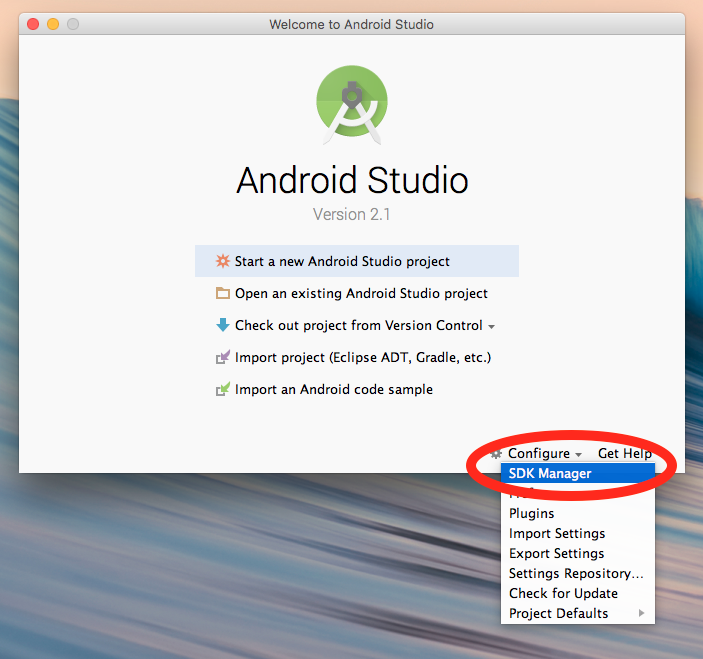 Welcome to Android Studio
Android Studio
Version 2.1
Start a new Android Studio project
Open an existing Android Studio project
Check out project from Version Control
Import project (Eclipse ADT, Gradle, etc.)
Import an Android code sample
Configure Get Help
SDK Manager
Plugins
Import Settings
Export Settings
Settings Repository...
Check for Update
Project Defaults